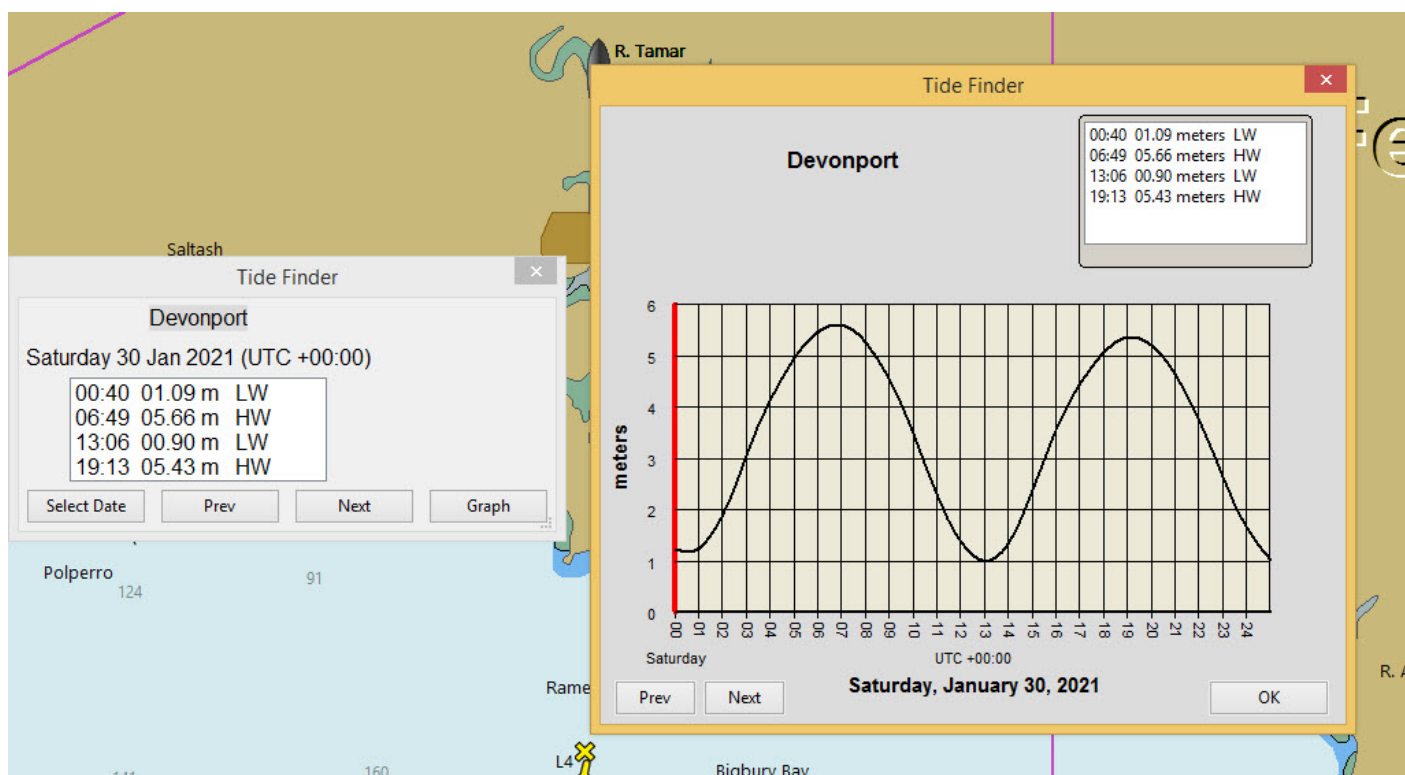 R. Tamar
Saltash
Tide Finder
Devonport
Saturday 30 Jan 2021 (UTC +00:00)
00:40 01.09 m LW
06:49 05.66 m HW
13:06 00.90 m LW
19:13 05.43 m HW
Select Date Prev Next Graph
Polperro
124
91
Tide Finder
Devonport
00:40 01.09 meters LW
06:49 05.66 meters HW
13:06 00.90 meters LW
19:13 05.43 meters HW
meters
6
5
4
3
2
1
0
00 01 02 03 04 05 06 07 08 09 10 11 12 13 14 15 16 17 18 19 20 21 22 23 24
Saturday UTC +00:00
Saturday, January 30, 2021
Prev Next OK
Rame
L4
160
Bigbury Bay
R.